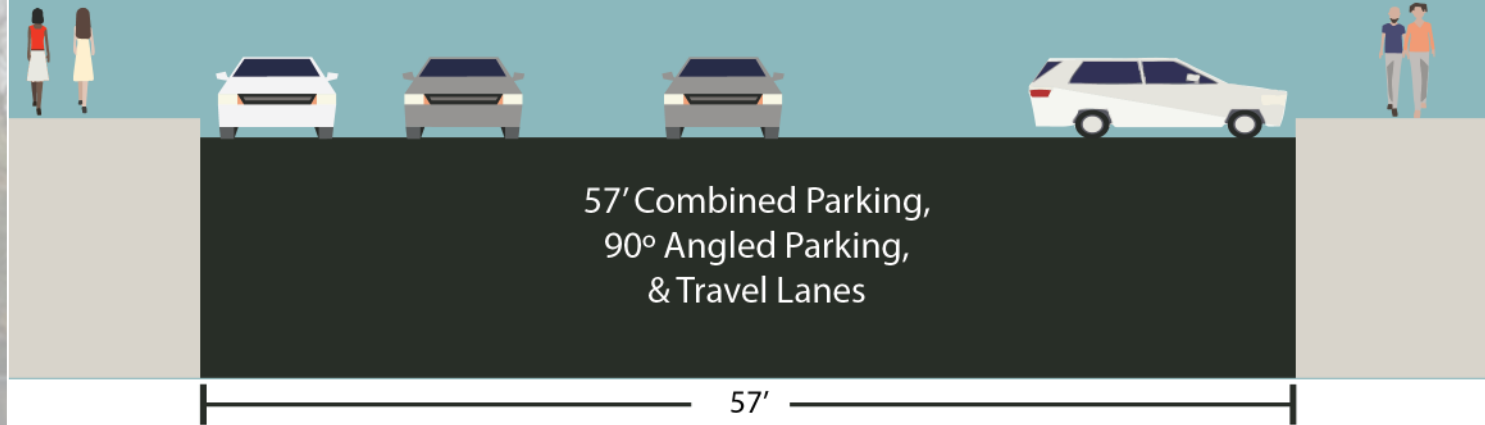 57’ Combined Parking,
90º Angled Parking,
& Travel Lanes
57’